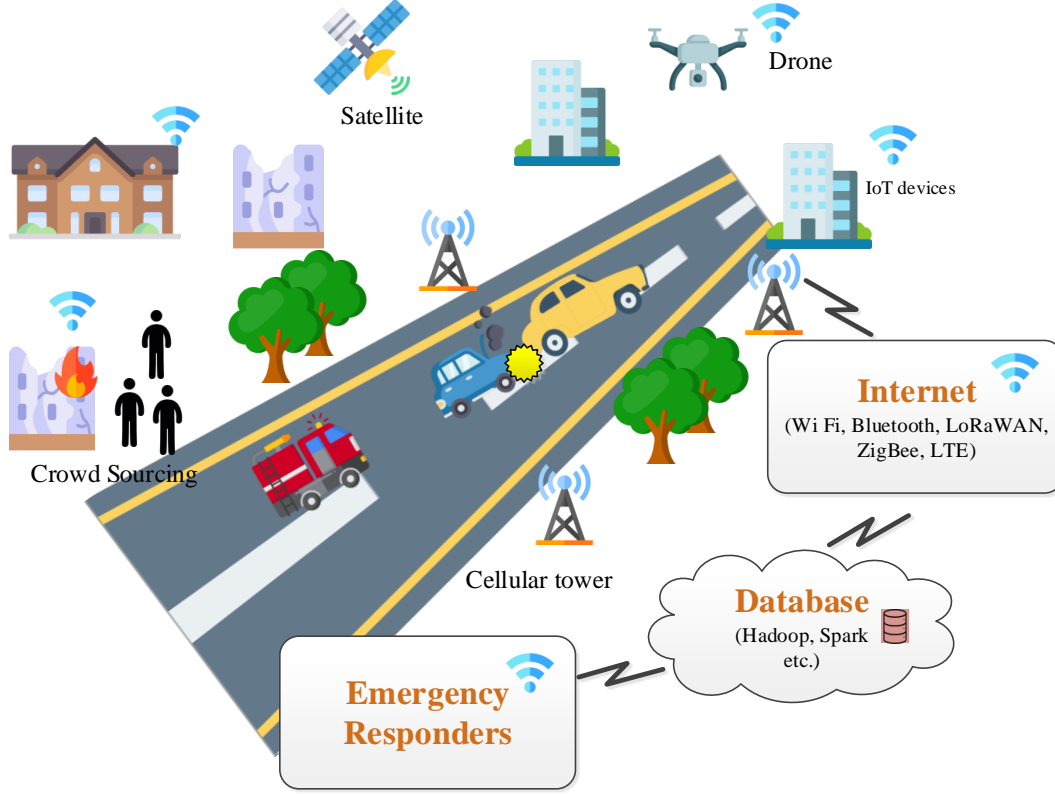 Drone
Satellite
IoT devices
Crowd Sourcing
Internet
(Wi Fi, Bluetooth, LoRaWAN,
ZigBee, LTE)
Cellular tower
Database
(Hadoop, Spark
etc.)
Emergency
Responders